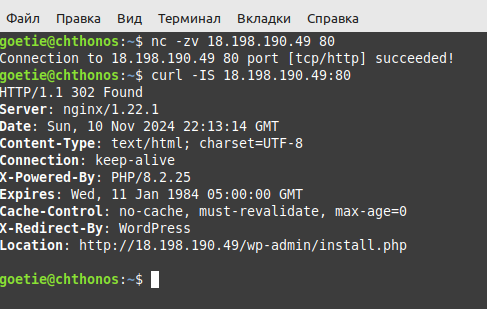 Файл Правка Вид Терминал Вкладки Справка
goetie@chthonos:~$ nc -zv 18.198.190.49 80
Connection to 18.198.190.49 80 port [tcp/http] succeeded!
goetie@chthonos:~$ curl -IS 18.198.190.49:80
HTTP/1.1 302 Found
Server: nginx/1.22.1
Date: Sun, 10 Nov 2024 22:13:14 GMT
Content-Type: text/html; charset=UTF-8
Connection: keep-alive
X-Powered-By: PHP/8.2.25
Expires: Wed, 11 Jan 1984 05:00:00 GMT
Cache-Control: no-cache, must-revalidate, max-age=0
X-Redirect-By: WordPress
Location: http://18.198.190.49/wp-admin/install.php
goetie@chthonos:~$